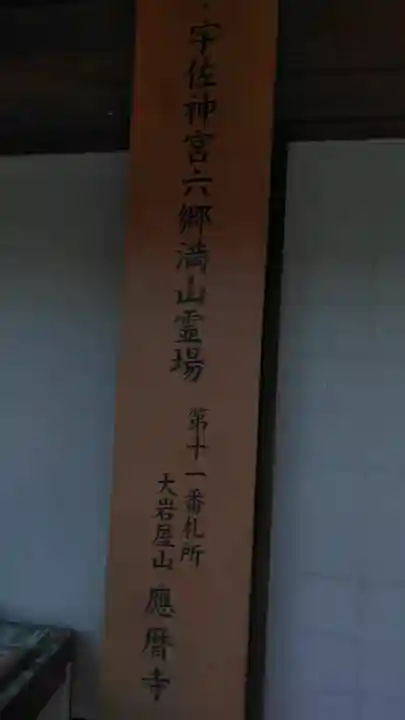 ・宇佐神宮六郷満山霊場
第十一番札所
大岩屋山
應暦寺